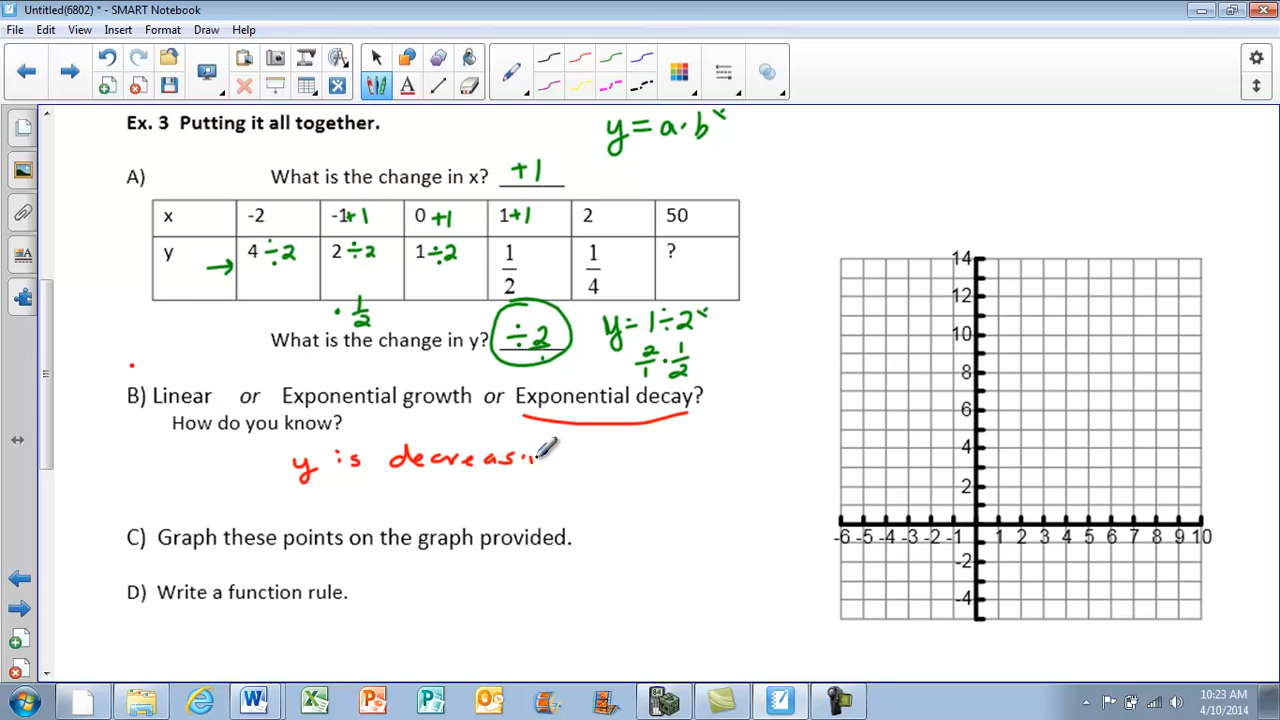 Untitled(6802) * - SMART Notebook
File Edit View Insert Format Draw Help
Ex. 3 Putting it all together.
y = a · b^x
A) What is the change in x? +1
x -2 -1 +1 0 +1 1 +1 2 50
y → 4 ÷2 2 ÷2 1 ÷2 1/2 1/4 ?
· 1/2
What is the change in y? ÷2
y = 1 ÷ 2^x
2/1 · 1/2
B) Linear or Exponential growth or Exponential decay?
How do you know?
y is decreasi
C) Graph these points on the graph provided.
D) Write a function rule.
14
12
10
8
6
4
2
-6 -5 -4 -3 -2 -1 1 2 3 4 5 6 7 8 9 10
-2
-4
10:23 AM
4/10/2014